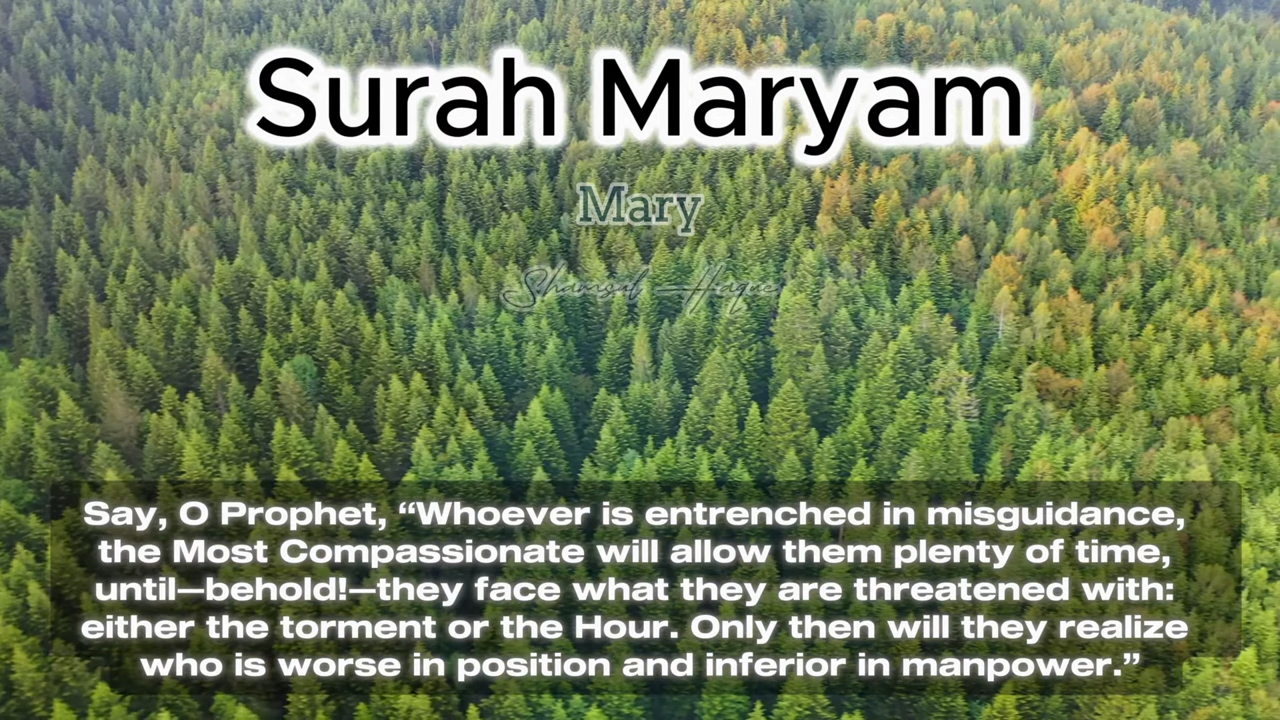 Surah Maryam
Mary
Shamsul Haque
Say, O Prophet, “Whoever is entrenched in misguidance,
the Most Compassionate will allow them plenty of time,
until—behold!—they face what they are threatened with:
either the torment or the Hour. Only then will they realize
who is worse in position and inferior in manpower.”